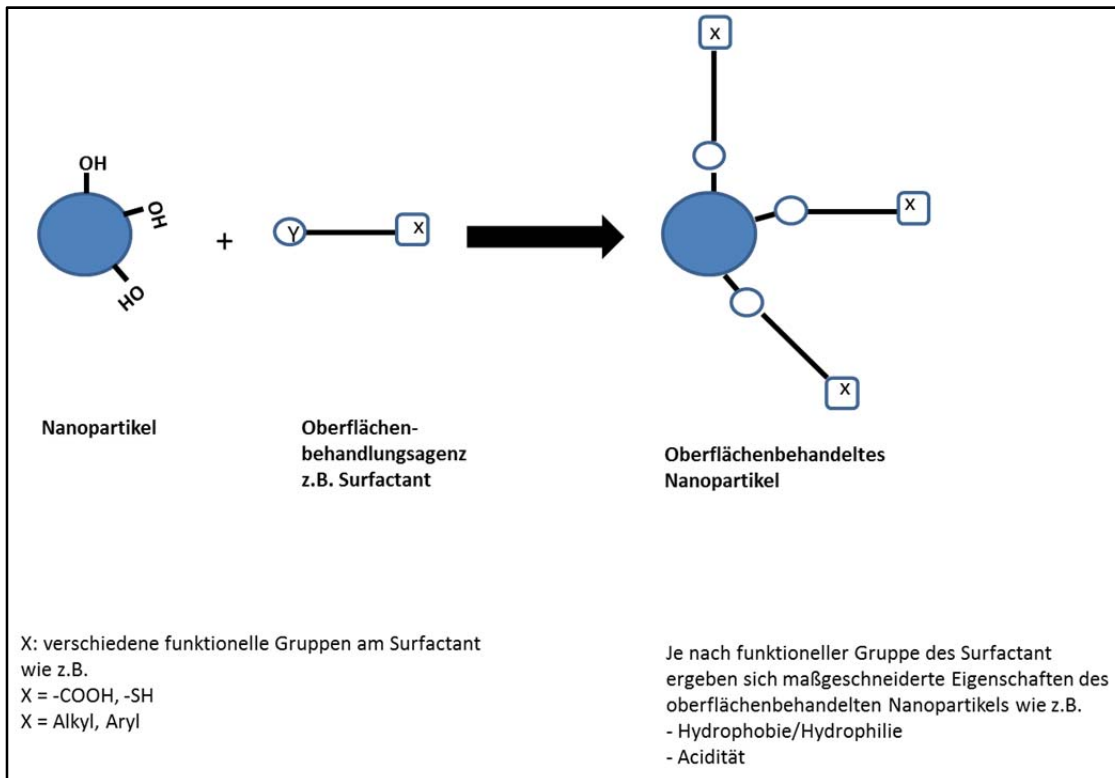 OH
OH
HO
+
Y
X
X
X
X
Nanopartikel
Oberflächen-
behandlungsagenz
z.B. Surfactant
Oberflächenbehandeltes
Nanopartikel
X: verschiedene funktionelle Gruppen am Surfactant
wie z.B.
X = -COOH, -SH
X = Alkyl, Aryl
Je nach funktioneller Gruppe des Surfactant
ergeben sich maßgeschneiderte Eigenschaften des
oberflächenbehandelten Nanopartikels wie z.B.
- Hydrophobie/Hydrophilie
- Acidität